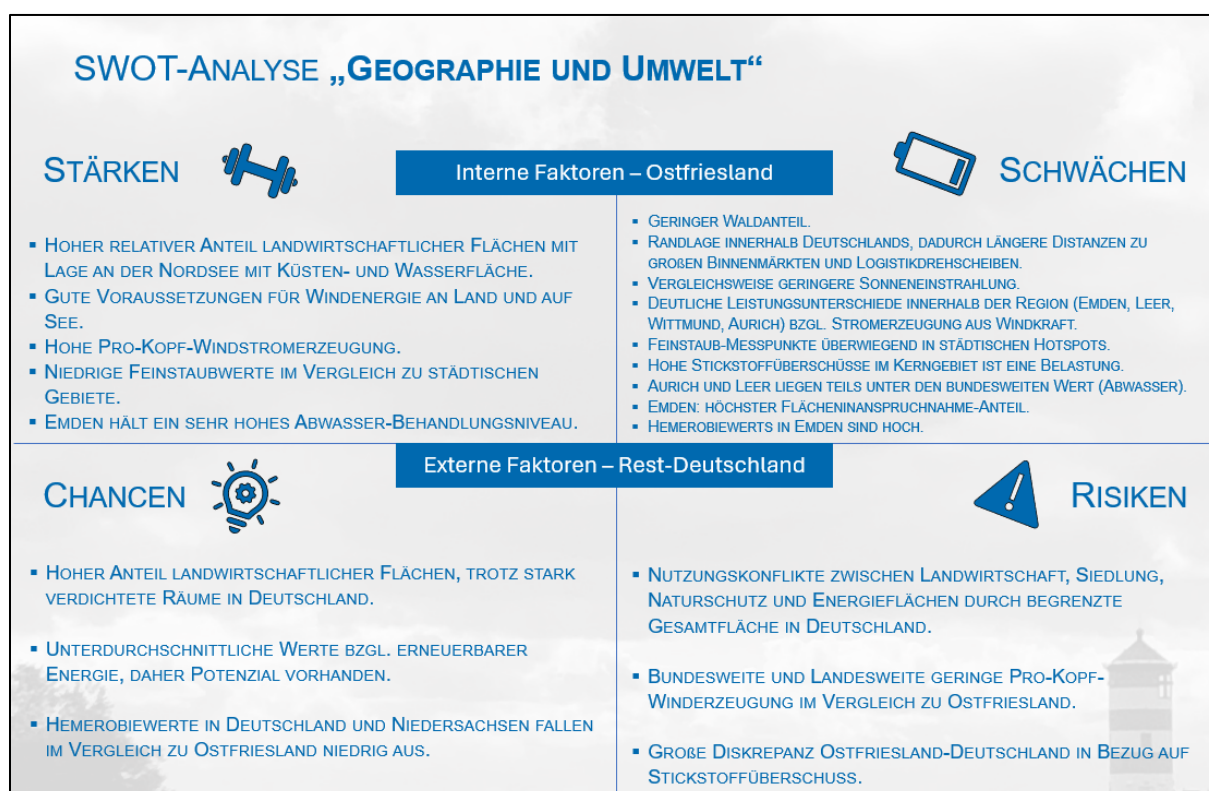 SWOT-Analyse „Geographie und Umwelt“
Stärken
Interne Faktoren – Ostfriesland
Schwächen
▪ Hoher relativer Anteil landwirtschaftlicher Flächen mit
Lage an der Nordsee mit Küsten- und Wasserfläche.
▪ Gute Voraussetzungen für Windenergie an Land und auf
See.
▪ Hohe Pro-Kopf-Windstromerzeugung.
▪ Niedrige Feinstaubwerte im Vergleich zu städtischen
Gebiete.
▪ Emden hält ein sehr hohes Abwasser-Behandlungsniveau.
▪ Geringer Waldanteil.
▪ Randlage innerhalb Deutschlands, dadurch längere Distanzen zu
großen Binnenmärkten und Logistikdrehscheiben.
▪ Vergleichsweise geringere Sonneneinstrahlung.
▪ Deutliche Leistungsunterschiede innerhalb der Region (Emden, Leer,
Wittmund, Aurich) bzgl. Stromerzeugung aus Windkraft.
▪ Feinstaub-Messpunkte überwiegend in städtischen Hotspots.
▪ Hohe Stickstoffüberschüsse im Kerngebiet ist eine Belastung.
▪ Aurich und Leer liegen teils unter den bundesweiten Wert (Abwasser).
▪ Emden: höchster Flächeninanspruchnahme-Anteil.
▪ Hemerobiewerts in Emden sind hoch.
Externe Faktoren – Rest-Deutschland
Chancen
Risiken
▪ Hoher Anteil landwirtschaftlicher Flächen, trotz stark
verdichtete Räume in Deutschland.
▪ Unterdurchschnittliche Werte bzgl. erneuerbarer
Energie, daher Potenzial vorhanden.
▪ Hemerobiewerte in Deutschland und Niedersachsen fallen
im Vergleich zu Ostfriesland niedrig aus.
▪ Nutzungskonflikte zwischen Landwirtschaft, Siedlung,
Naturschutz und Energieflächen durch begrenzte
Gesamtfläche in Deutschland.
▪ Bundesweite und Landesweite geringe Pro-Kopf-
Winderzeugung im Vergleich zu Ostfriesland.
▪ Große Diskrepanz Ostfriesland-Deutschland in Bezug auf
Stickstoffüberschuss.